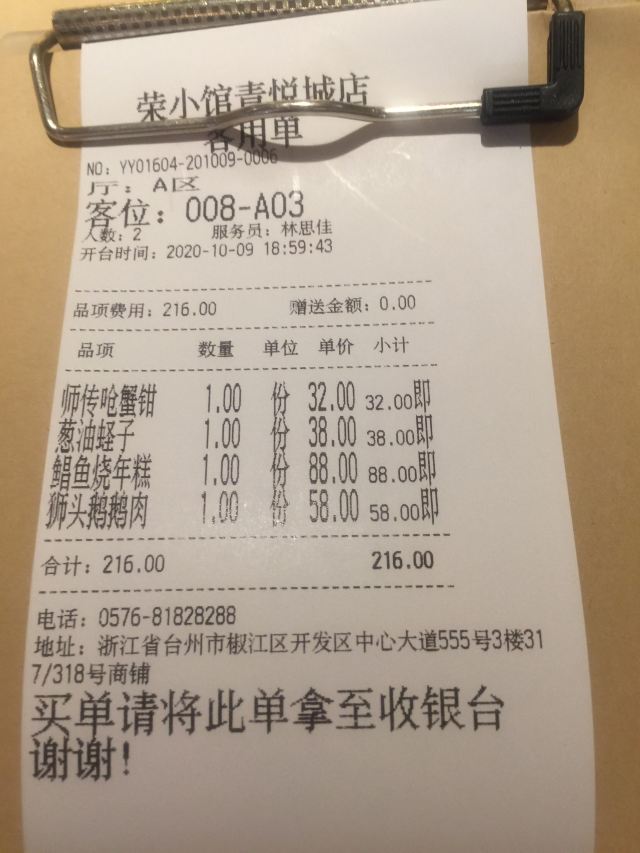 荣小馆青悦城店
客用单
NO: YY01604-201009-0006
厅: A区
客位: 008-A03
人数: 2 服务员: 林思佳
开台时间: 2020-10-09 18:59:43
品项费用: 216.00 赠送金额: 0.00
品项 数量 单位 单价 小计
师传呛蟹钳 1.00 份 32.00 32.00即
葱油蛏子 1.00 份 38.00 38.00即
鲳鱼烧年糕 1.00 份 88.00 88.00即
狮头鹅鹅肉 1.00 份 58.00 58.00即
合计: 216.00 216.00
电话: 0576-81828288
地址: 浙江省台州市椒江区开发区中心大道555号3楼31
7/318号商铺
买单请将此单拿至收银台
谢谢!